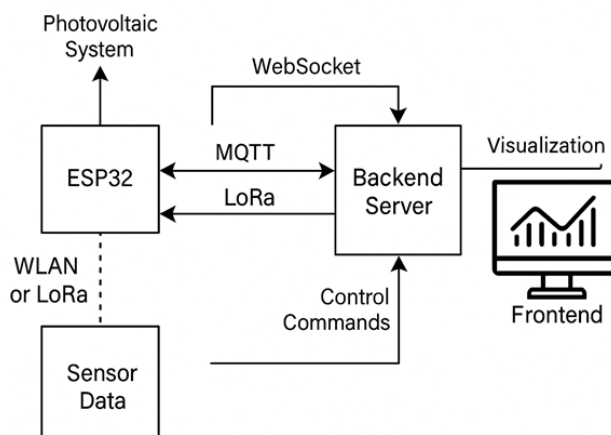 Photovoltaic
System
WebSocket
ESP32
MQTT
LoRa
Backend
Server
Visualization
WLAN
or LoRa
Control
Commands
Frontend
Sensor
Data